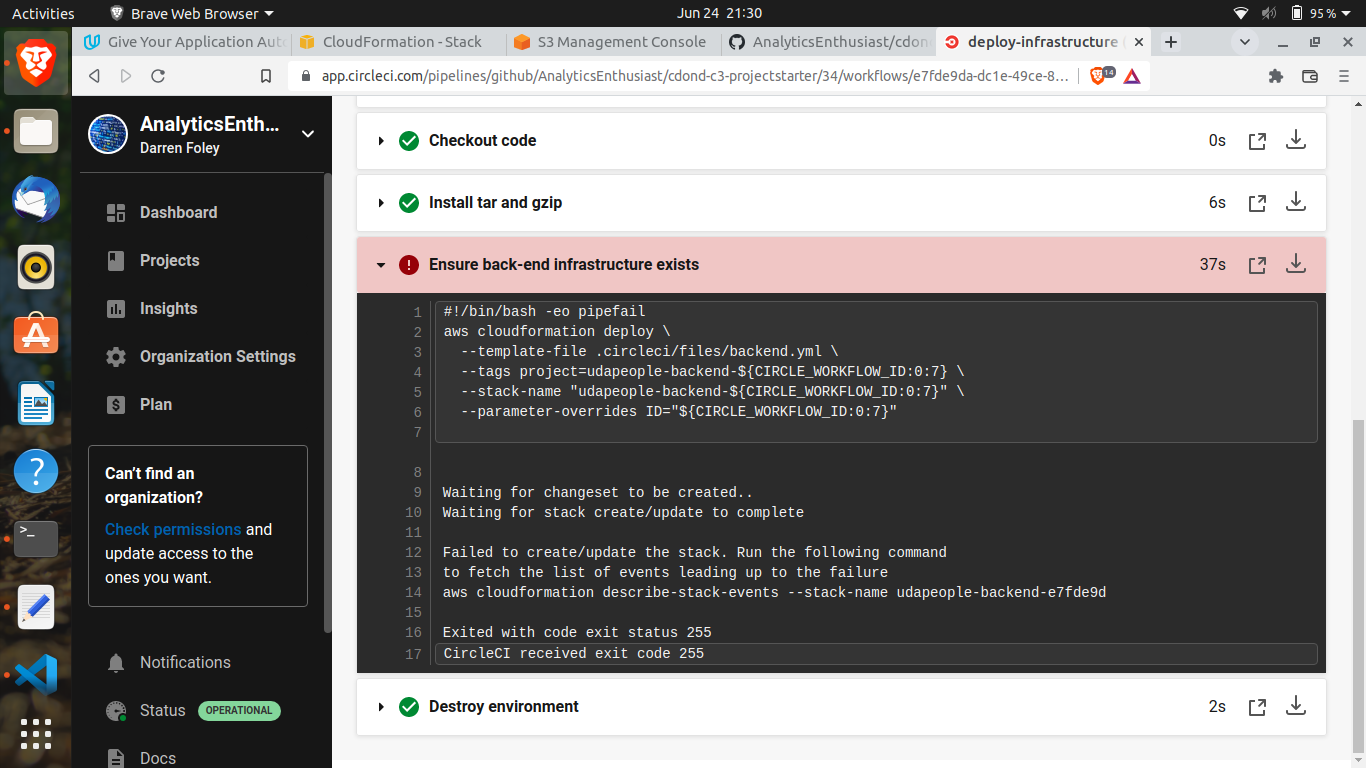 Activities
Brave Web Browser
Jun 24 21:30
95 %
Give Your Application Aut
CloudFormation - Stack
S3 Management Console
AnalyticsEnthusiast/cdon
deploy-infrastructure (
app.circleci.com/pipelines/github/AnalyticsEnthusiast/cdond-c3-projectstarter/34/workflows/e7fde9da-dc1e-49ce-8...
14
AnalyticsEnth...
Darren Foley
Dashboard
Projects
Insights
Organization Settings
Plan
Can't find an
organization?
Check permissions and
update access to the
ones you want.
Notifications
Status OPERATIONAL
Docs
Checkout code 0s
Install tar and gzip 6s
Ensure back-end infrastructure exists 37s
1 #!/bin/bash -eo pipefail
2 aws cloudformation deploy \
3 --template-file .circleci/files/backend.yml \
4 --tags project=udapeople-backend-${CIRCLE_WORKFLOW_ID:0:7} \
5 --stack-name "udapeople-backend-${CIRCLE_WORKFLOW_ID:0:7}" \
6 --parameter-overrides ID="${CIRCLE_WORKFLOW_ID:0:7}"
7
8
9 Waiting for changeset to be created..
10 Waiting for stack create/update to complete
11
12 Failed to create/update the stack. Run the following command
13 to fetch the list of events leading up to the failure
14 aws cloudformation describe-stack-events --stack-name udapeople-backend-e7fde9d
15
16 Exited with code exit status 255
17 CircleCI received exit code 255
Destroy environment 2s